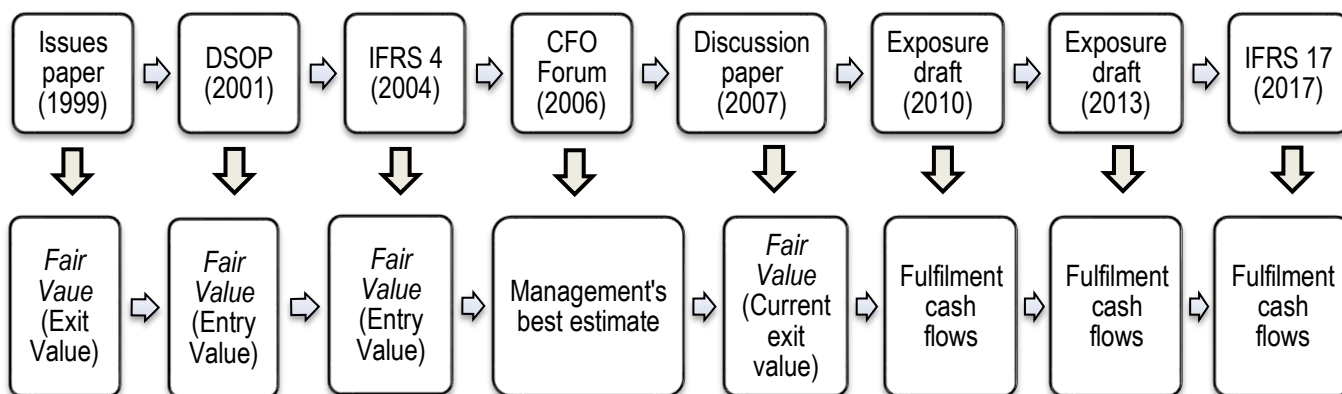 Issues
paper
(1999)
DSOP
(2001)
IFRS 4
(2004)
CFO
Forum
(2006)
Discussion
paper
(2007)
Exposure
draft
(2010)
Exposure
draft
(2013)
IFRS 17
(2017)
Fair
Vaue
(Exit
Value)
Fair
Value
(Entry
Value)
Fair
Value
(Entry
Value)
Management's
best estimate
Fair
Value
(Current
exit
value)
Fulfilment
cash
flows
Fulfilment
cash
flows
Fulfilment
cash
flows